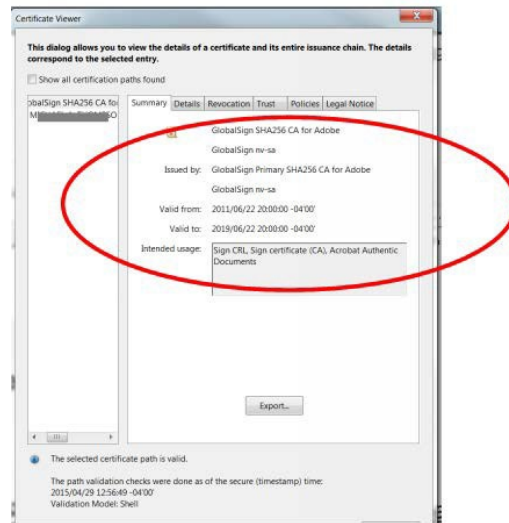 Certificate Viewer
This dialog allows you to view the details of a certificate and its entire issuance chain. The details
correspond to the selected entry.
Show all certification paths found
obalSign SHA256 CA fo
Summary Details Revocation Trust Policies Legal Notice
GlobalSign SHA256 CA for Adobe
GlobalSign nv-sa
Issued by: GlobalSign Primary SHA256 CA for Adobe
GlobalSign nv-sa
Valid from: 2011/06/22 20:00:00 -04'00'
Valid to: 2019/06/22 20:00:00 -04'00'
Intended usage: Sign CRL, Sign certificate (CA), Acrobat Authentic
Documents
Export...
The selected certificate path is valid.
The path validation checks were done as of the secure (timestamp) time:
2015/04/29 12:56:49 -04'00'
Validation Model: Shell